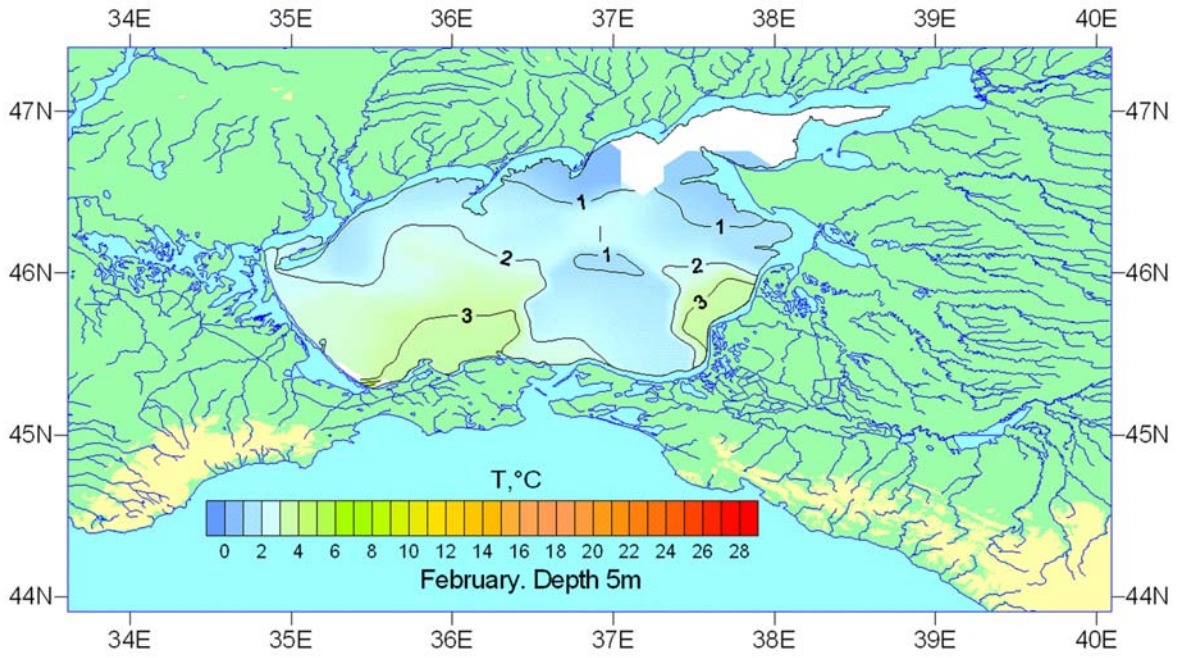 34E 35E 36E 37E 38E 39E 40E
47N 47N
1
1
2 1 2
46N 46N
3
3
45N 45N
T,°C
0 2 4 6 8 10 12 14 16 18 20 22 24 26 28
February. Depth 5m
44N 44N
34E 35E 36E 37E 38E 39E 40E